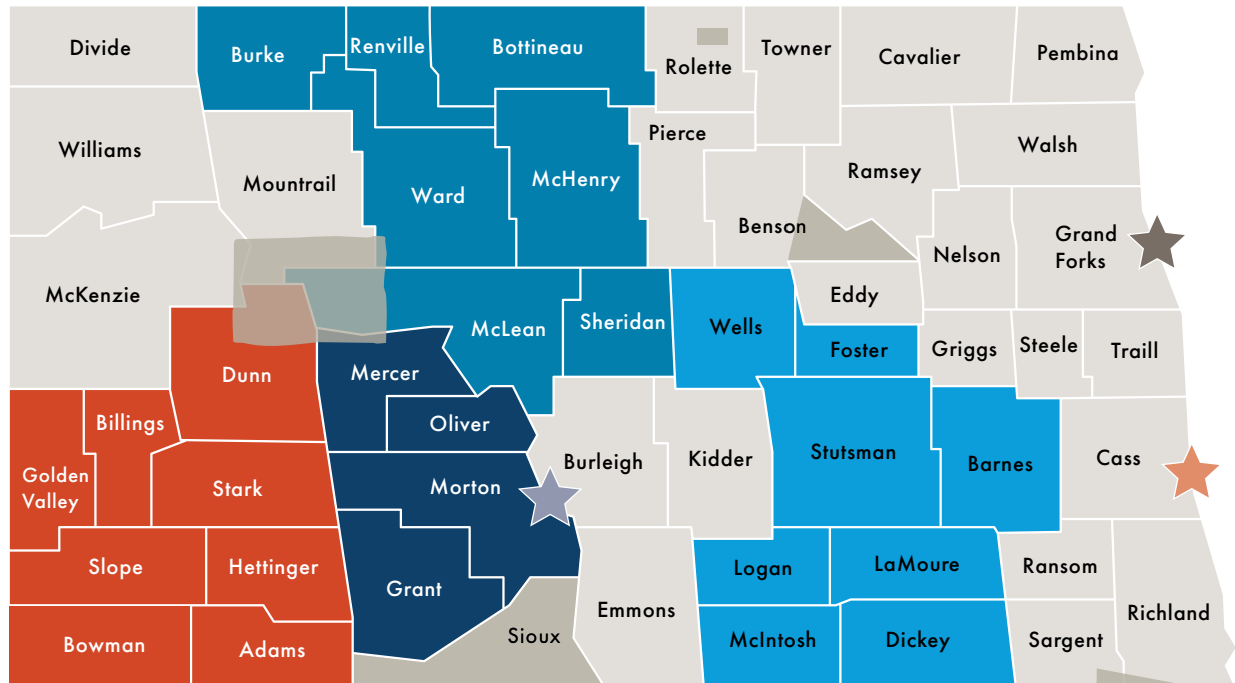 Divide
Burke
Renville
Bottineau
Rolette
Towner
Cavalier
Pembina
Williams
Mountrail
Ward
McHenry
Pierce
Benson
Ramsey
Walsh
Nelson
Grand
Forks
McKenzie
McLean
Sheridan
Wells
Eddy
Foster
Griggs
Steele
Traill
Dunn
Mercer
Oliver
Billings
Golden
Valley
Stark
Morton
Burleigh
Kidder
Stutsman
Barnes
Cass
Slope
Hettinger
Grant
Emmons
Logan
LaMoure
Ransom
Richland
Bowman
Adams
Sioux
McIntosh
Dickey
Sargent